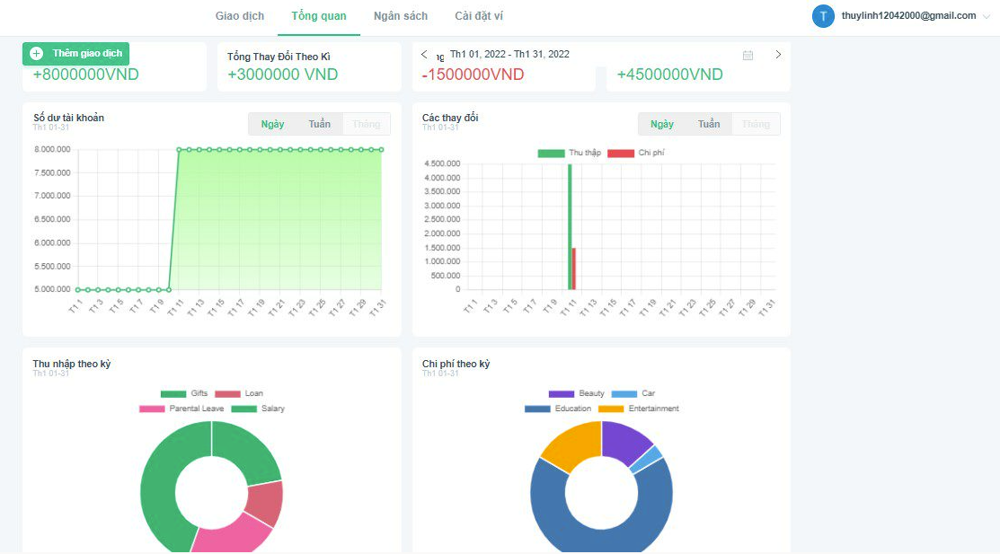 Giao dịch Tổng quan Ngân sách Cài đặt ví
T thuylinh12042000@gmail.com
Thêm giao dịch
+8000000VND
Tổng Thay Đổi Theo Kì
+3000000 VND
Th1 01, 2022 - Th1 31, 2022
-1500000VND
+4500000VND
Số dư tài khoản
Th1 01-31
Ngày Tuần Tháng
8.000.000
7.500.000
7.000.000
6.500.000
6.000.000
5.500.000
5.000.000
T1 1 T1 3 T1 5 T1 7 T1 9 T1 11 T1 13 T1 15 T1 17 T1 19 T1 21 T1 23 T1 25 T1 27 T1 29 T1 31
Các thay đổi
Th1 01-31
Ngày Tuần Tháng
Thu thập Chi phí
4.500.000
4.000.000
3.500.000
3.000.000
2.500.000
2.000.000
1.500.000
1.000.000
500.000
0
T1 1 T1 3 T1 5 T1 7 T1 9 T1 11 T1 13 T1 15 T1 17 T1 19 T1 21 T1 23 T1 25 T1 27 T1 29 T1 31
Thu nhập theo kỳ
Th1 01-31
Gifts Loan
Parental Leave Salary
Chi phí theo kỳ
Th1 01-31
Beauty Car
Education Entertainment